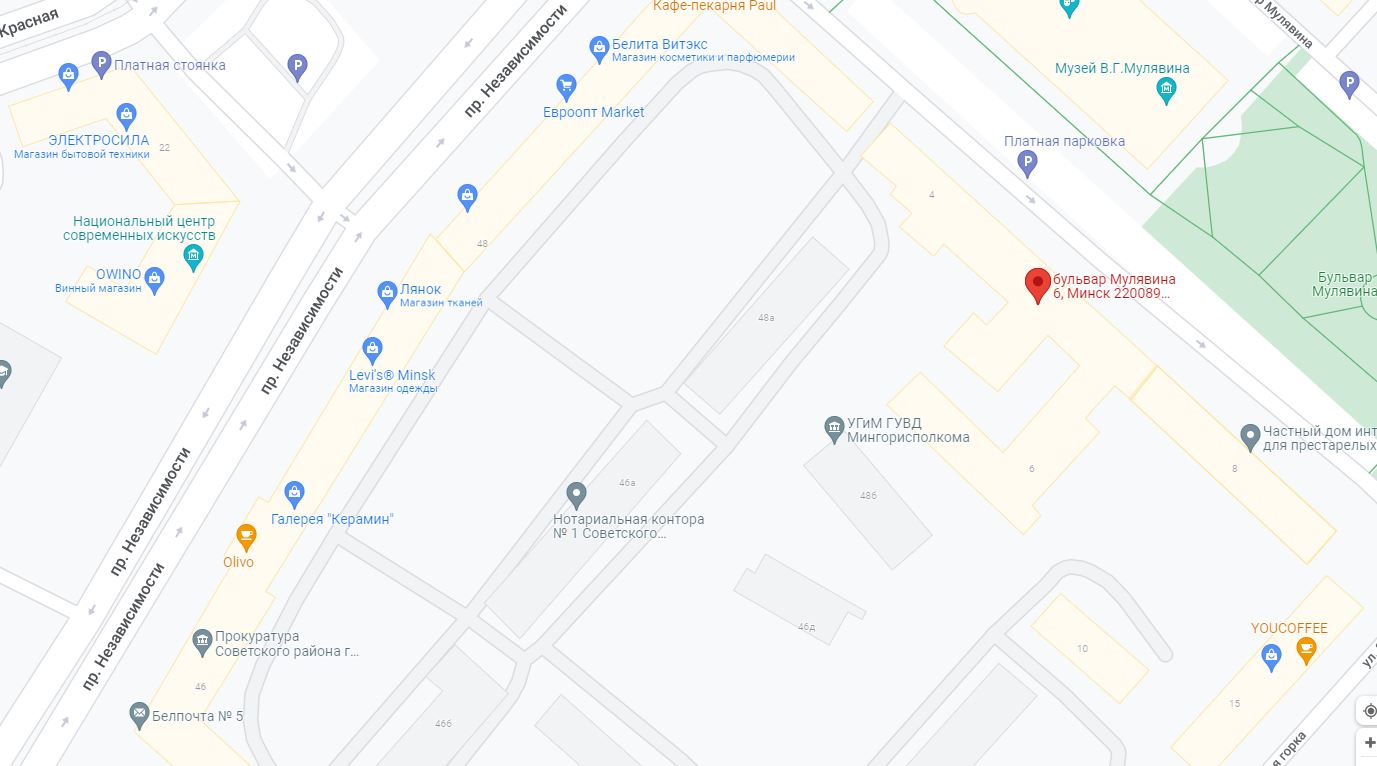 Красная
Кафе-пекарня Paul
р Мулявина
пр. Независимости
Белита Витэкс
Магазин косметики и парфюмерии
Платная стоянка
Музей В.Г.Мулявина
Евроопт Market
ЭЛЕКТРОСИЛА
Магазин бытовой техники
22
Платная парковка
4
Национальный центр
современных искусств
48
OWINO
Винный магазин
бульвар Мулявина
6, Минск 220089...
Бульвар
Мулявина
Лянок
Магазин тканей
48а
пр. Независимости
Levi's® Minsk
Магазин одежды
УГиМ ГУВД
Мингорисполкома
Частный дом инт
для престарелых
6
8
46а
48б
пр. Независимости
Галерея "Керамин"
Нотариальная контора
№ 1 Советского...
Olivo
пр. Независимости
46д
YOUCOFFEE
Прокуратура
Советского района г...
10
ул.
46
15
Белпочта № 5
46б
я горка